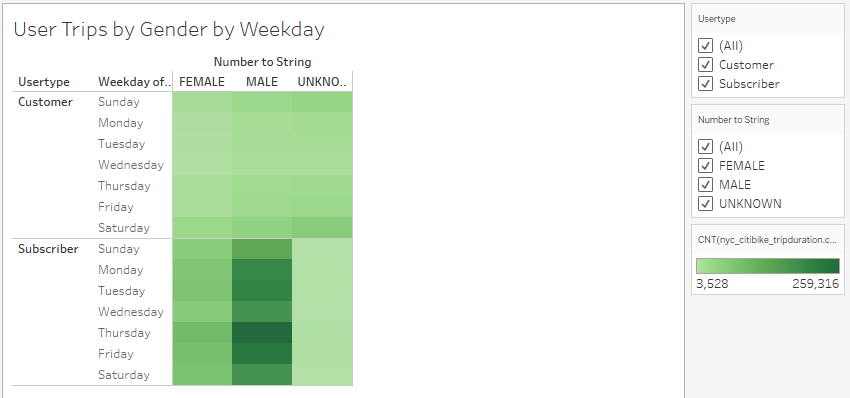 User Trips by Gender by Weekday
Number to String
Usertype Weekday of.. FEMALE MALE UNKNO..
Customer Sunday
Monday
Tuesday
Wednesday
Thursday
Friday
Saturday
Subscriber Sunday
Monday
Tuesday
Wednesday
Thursday
Friday
Saturday
Usertype
(All)
Customer
Subscriber
Number to String
(All)
FEMALE
MALE
UNKNOWN
CNT(nyc_citibike_tripduration.c...
3,528 259,316